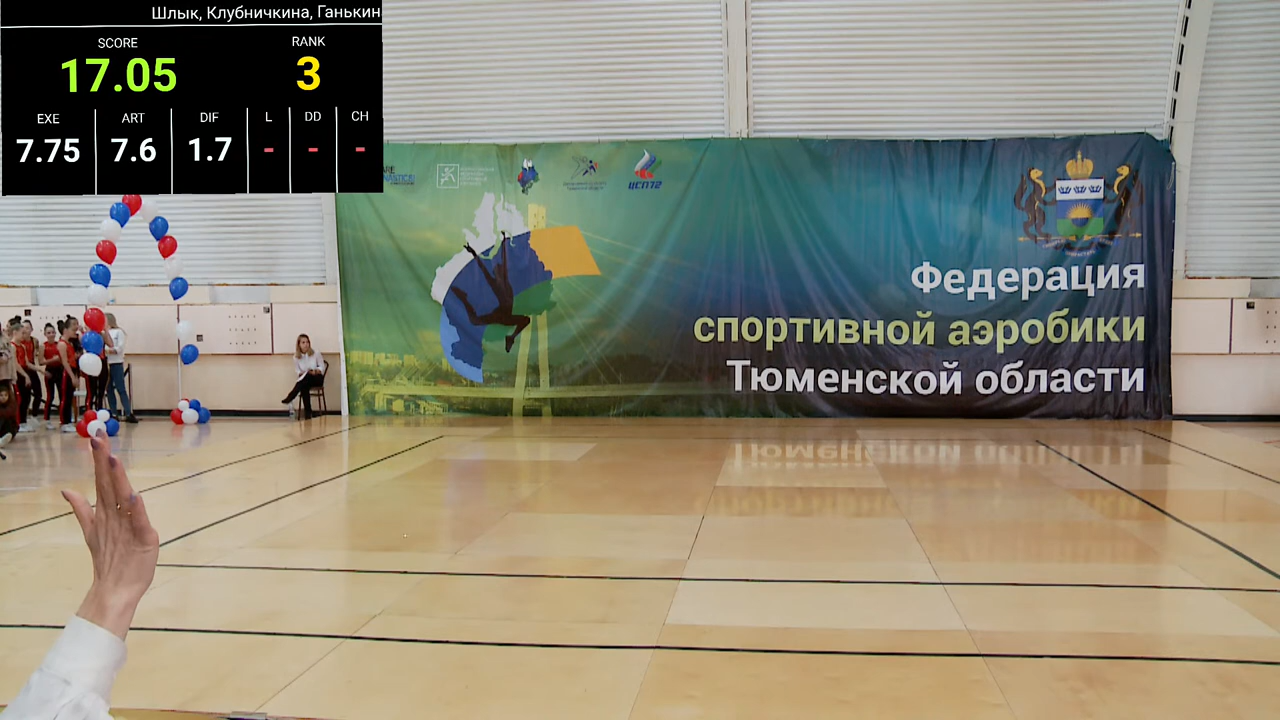 Шлык, Клубничкина, Ганькин
SCORE
RANK
17.05
3
EXE
ART
DIF
L
DD
CH
7.75
7.6
1.7
-
-
-
ЦСП72
Федерация
спортивной аэробики
Тюменской области